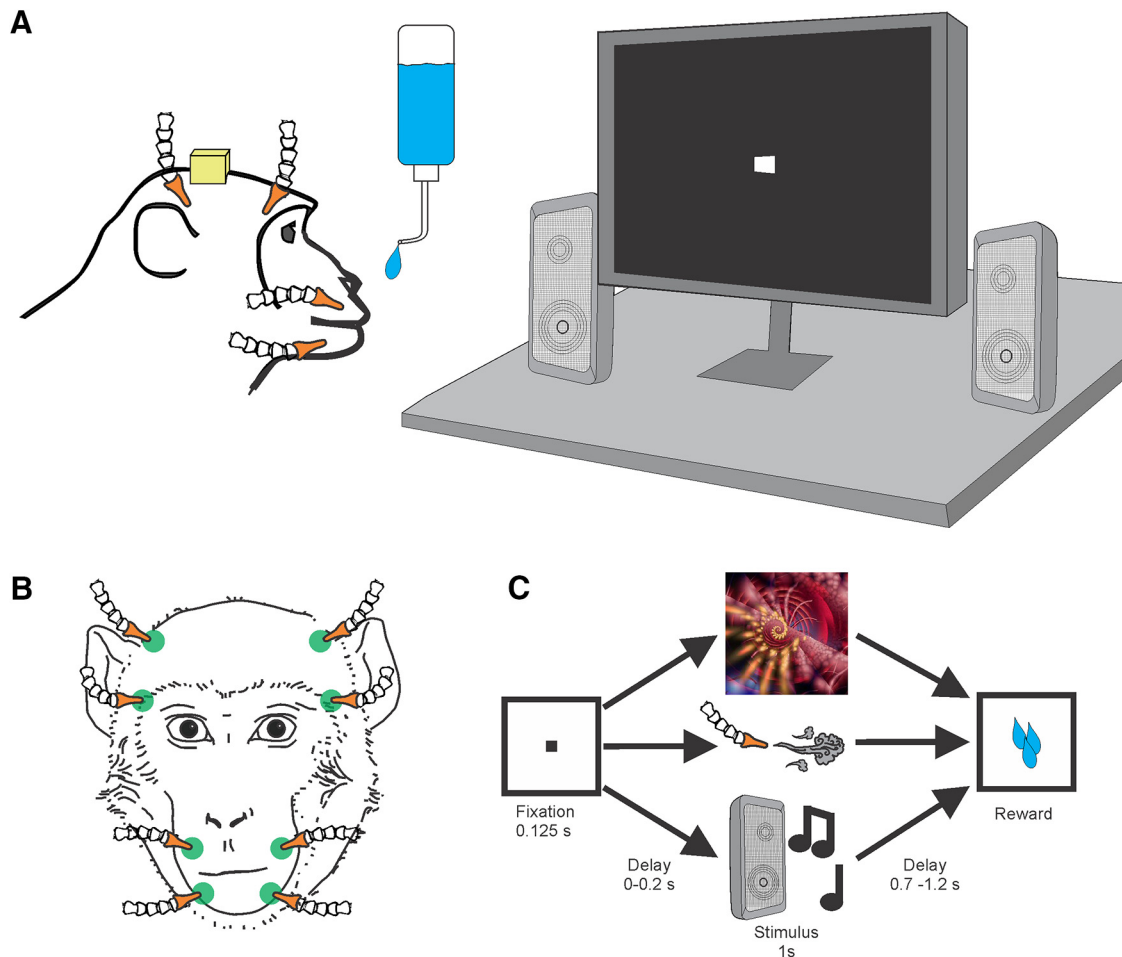 A
B
C
Fixation
0.125 s
Delay
0-0.2 s
Stimulus
1s
Delay
0.7 -1.2 s
Reward